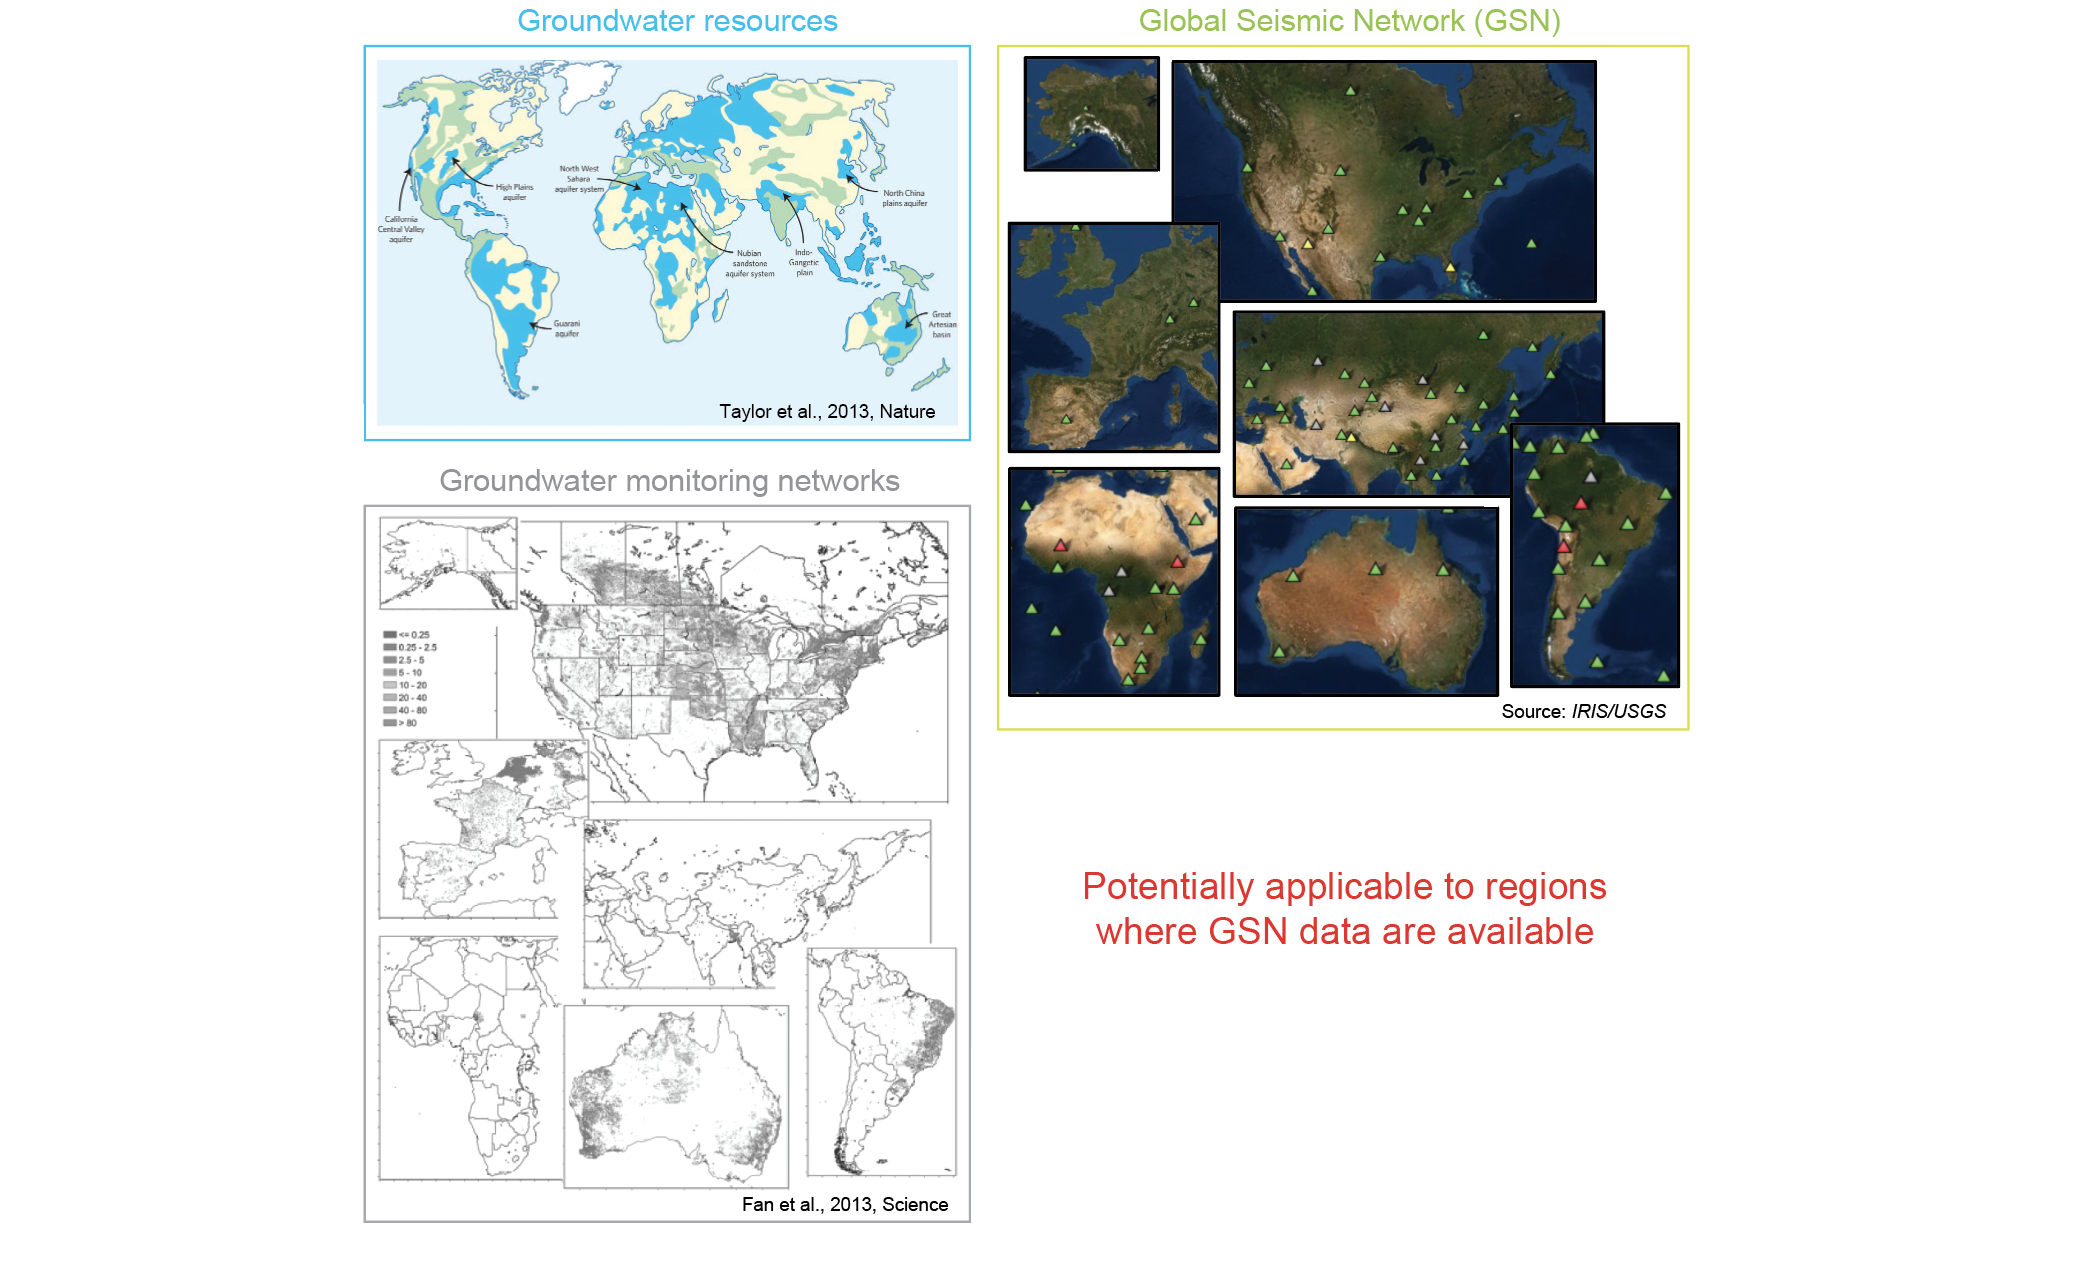 Groundwater resources
North West
Sahara
aquifer system
High Plains
aquifer
California
Central Valley
aquifer
North China
plains aquifer
Nubian
sandstone
aquifer system
Indo-
Gangetic
plain
Guarani
aquifer
Great
Artesian
basin
Taylor et al., 2013, Nature
Groundwater monitoring networks
<= 0.25
0.25 - 2.5
2.5 - 5
5 - 10
10 - 20
20 - 40
40 - 80
> 80
Fan et al., 2013, Science
Global Seismic Network (GSN)
Source: IRIS/USGS
Potentially applicable to regions
where GSN data are available